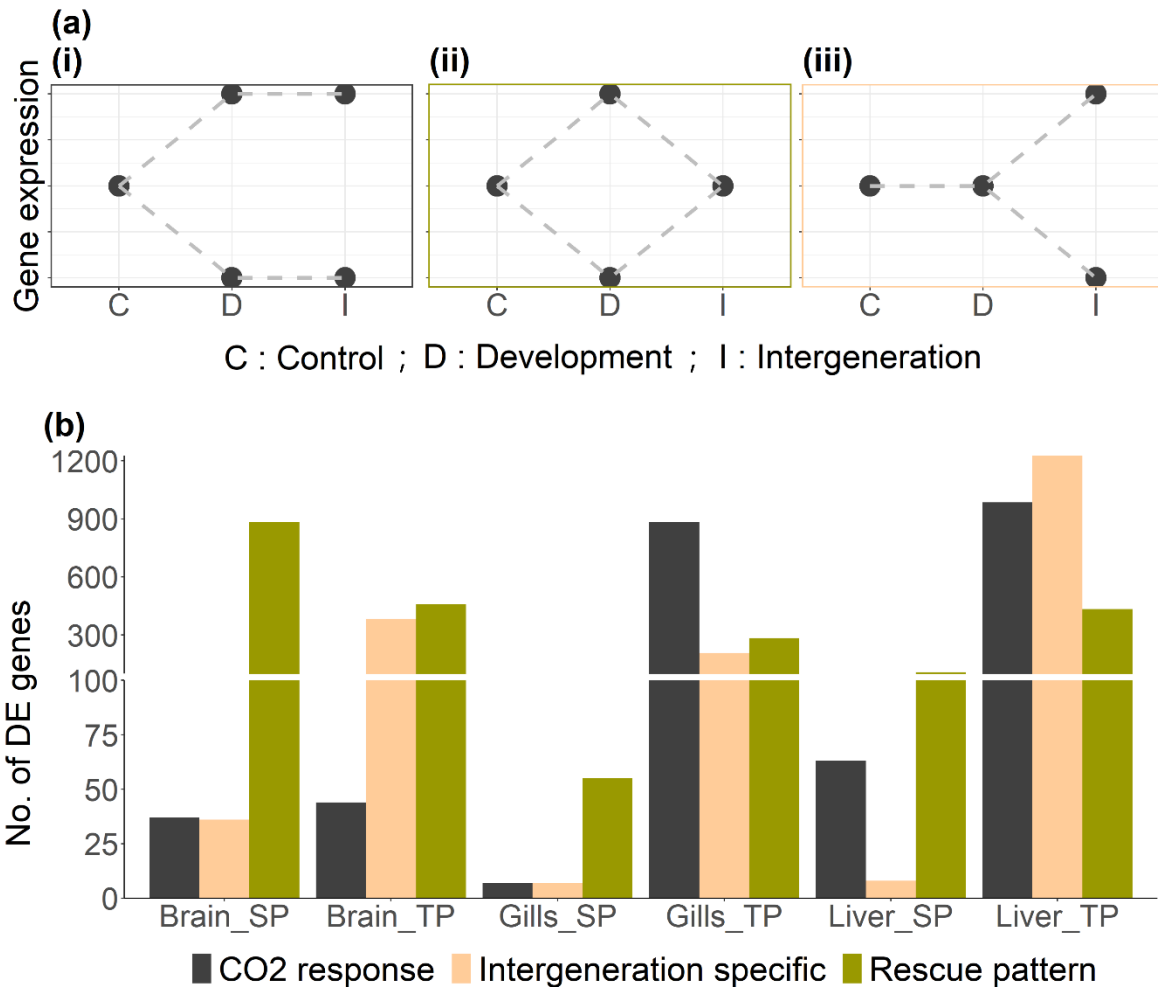 (a)
(i) (ii) (iii)
Gene expression
C D I C D I C D I
C : Control ; D : Development ; I : Intergeneration
(b)
No. of DE genes
1200
900
600
300
100
75
50
25
0
Brain_SP Brain_TP Gills_SP Gills_TP Liver_SP Liver_TP
CO2 response Intergeneration specific Rescue pattern